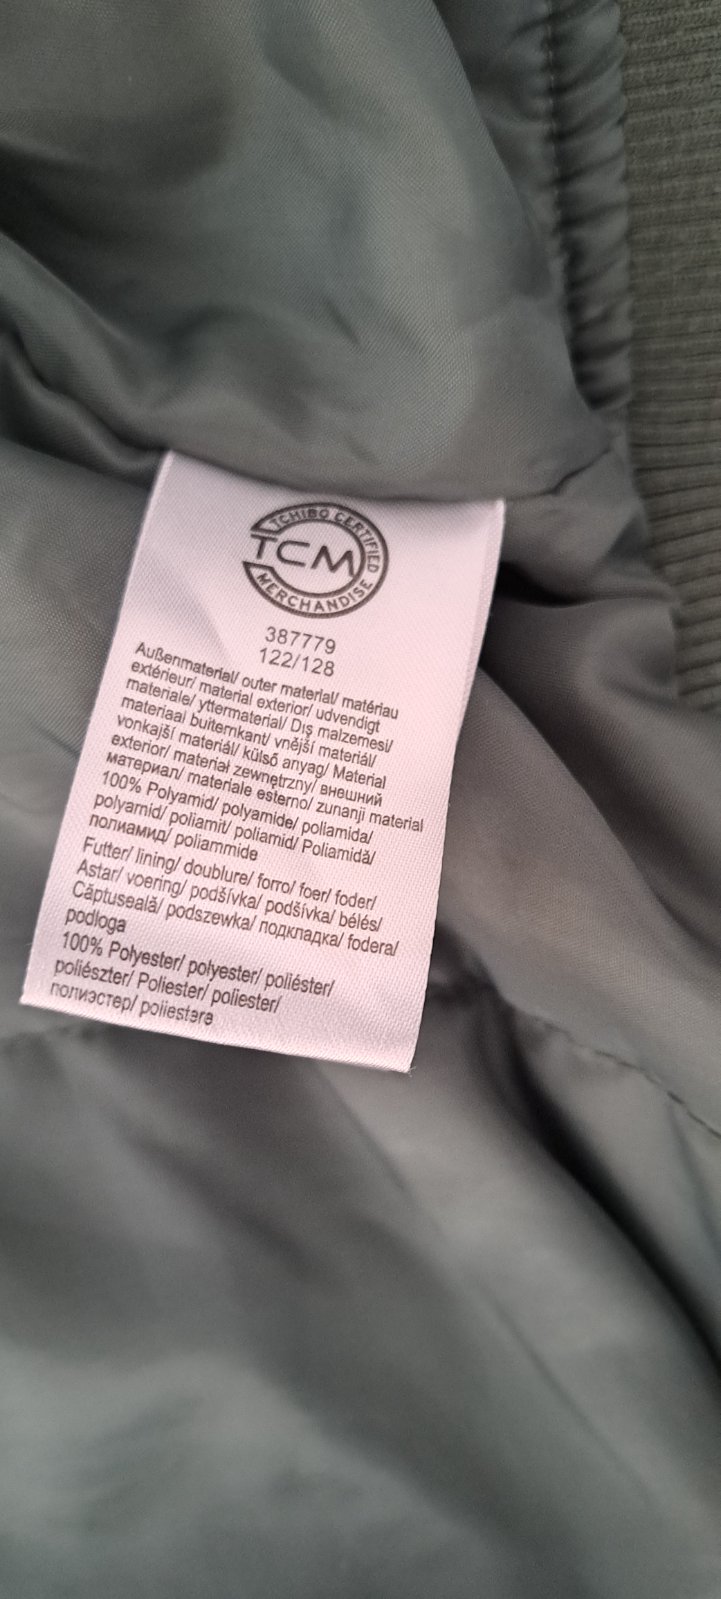 TCHIBO CERTIFIED
TCM
MERCHANDISE
387779
122/128
Außenmaterial/ outer material/ matériau
extérieur/ material exterior/ udvendigt
materiale/ yttermaterial/ Dış malzemesi/
materiaal buitenkant/ vnější materiál/
vonkajší materiál/ külső anyag/ Material
exterior/ materiał zewnętrzny/ внешний
материал/ materiale esterno/ zunanji material
100% Polyamid/ polyamide/ poliamida/
polyamid/ poliamit/ poliamid/ Poliamidă/
полиамид/ poliammide
Futter/ lining/ doublure/ forro/ foer/ foder/
Astar/ voering/ podšívka/ podšívka/ bélés/
Căptuseală/ podszewka/ подкладка/ fodera/
podloga
100% Polyester/ polyester/ poliéster/
poliészter/ Poliester/ poliester/
полиэстер/ poliestere